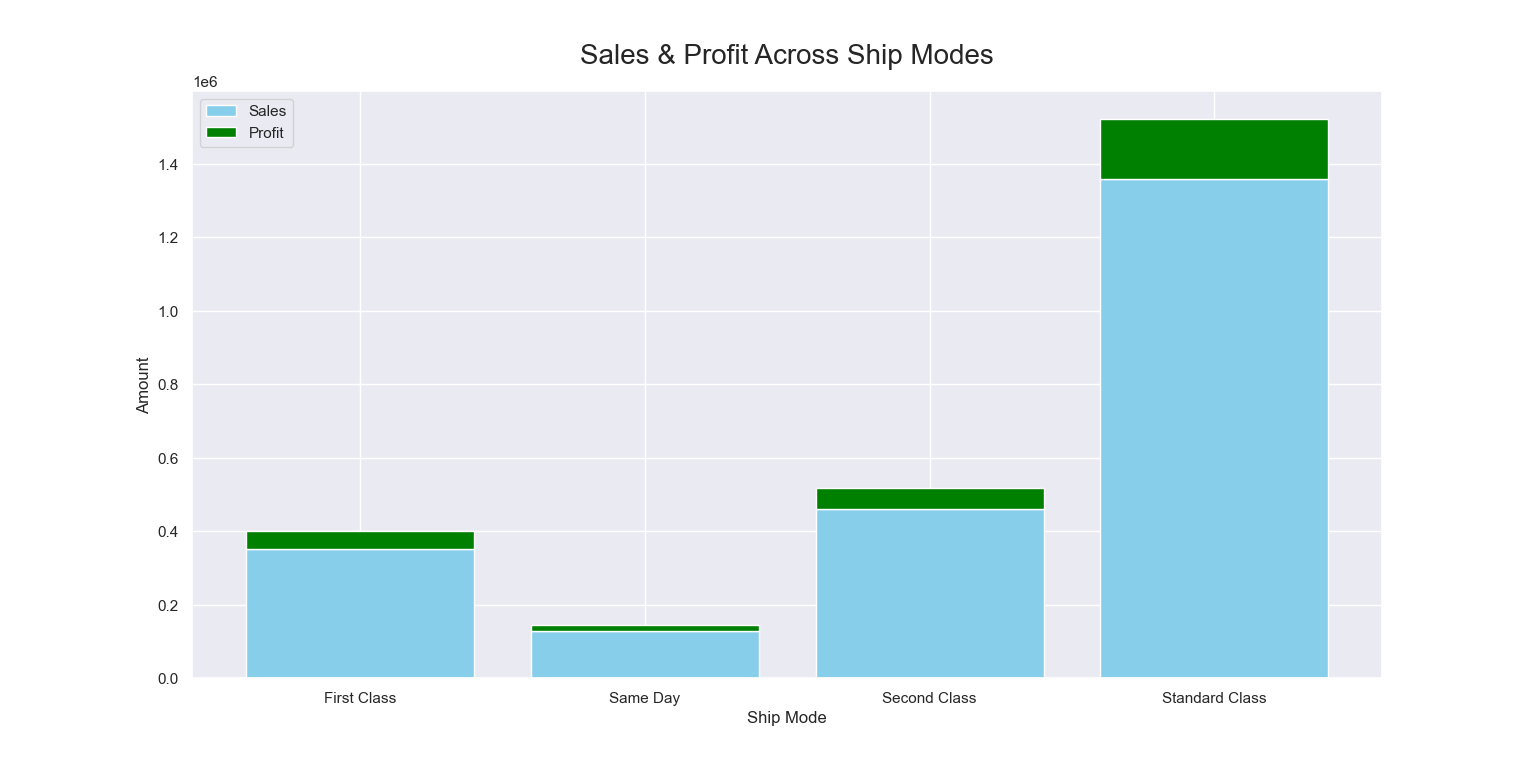 Sales & Profit Across Ship Modes
1e6
Sales
Profit
1.4
1.2
1.0
0.8
0.6
0.4
0.2
0.0
Amount
First Class Same Day Second Class Standard Class
Ship Mode